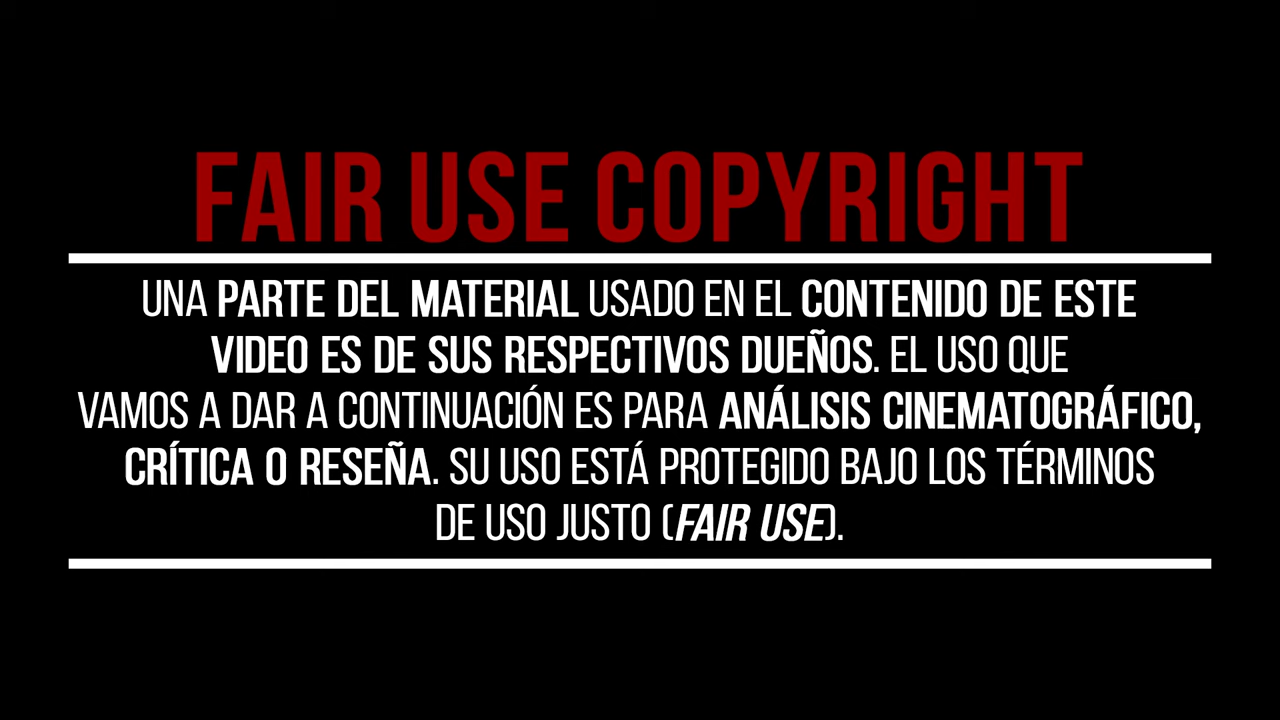 FAIR USE COPYRIGHT
UNA PARTE DEL MATERIAL USADO EN EL CONTENIDO DE ESTE
VIDEO ES DE SUS RESPECTIVOS DUEÑOS. EL USO QUE
VAMOS A DAR A CONTINUACIÓN ES PARA ANÁLISIS CINEMATOGRÁFICO,
CRÍTICA O RESEÑA. SU USO ESTÁ PROTEGIDO BAJO LOS TÉRMINOS
DE USO JUSTO (FAIR USE).